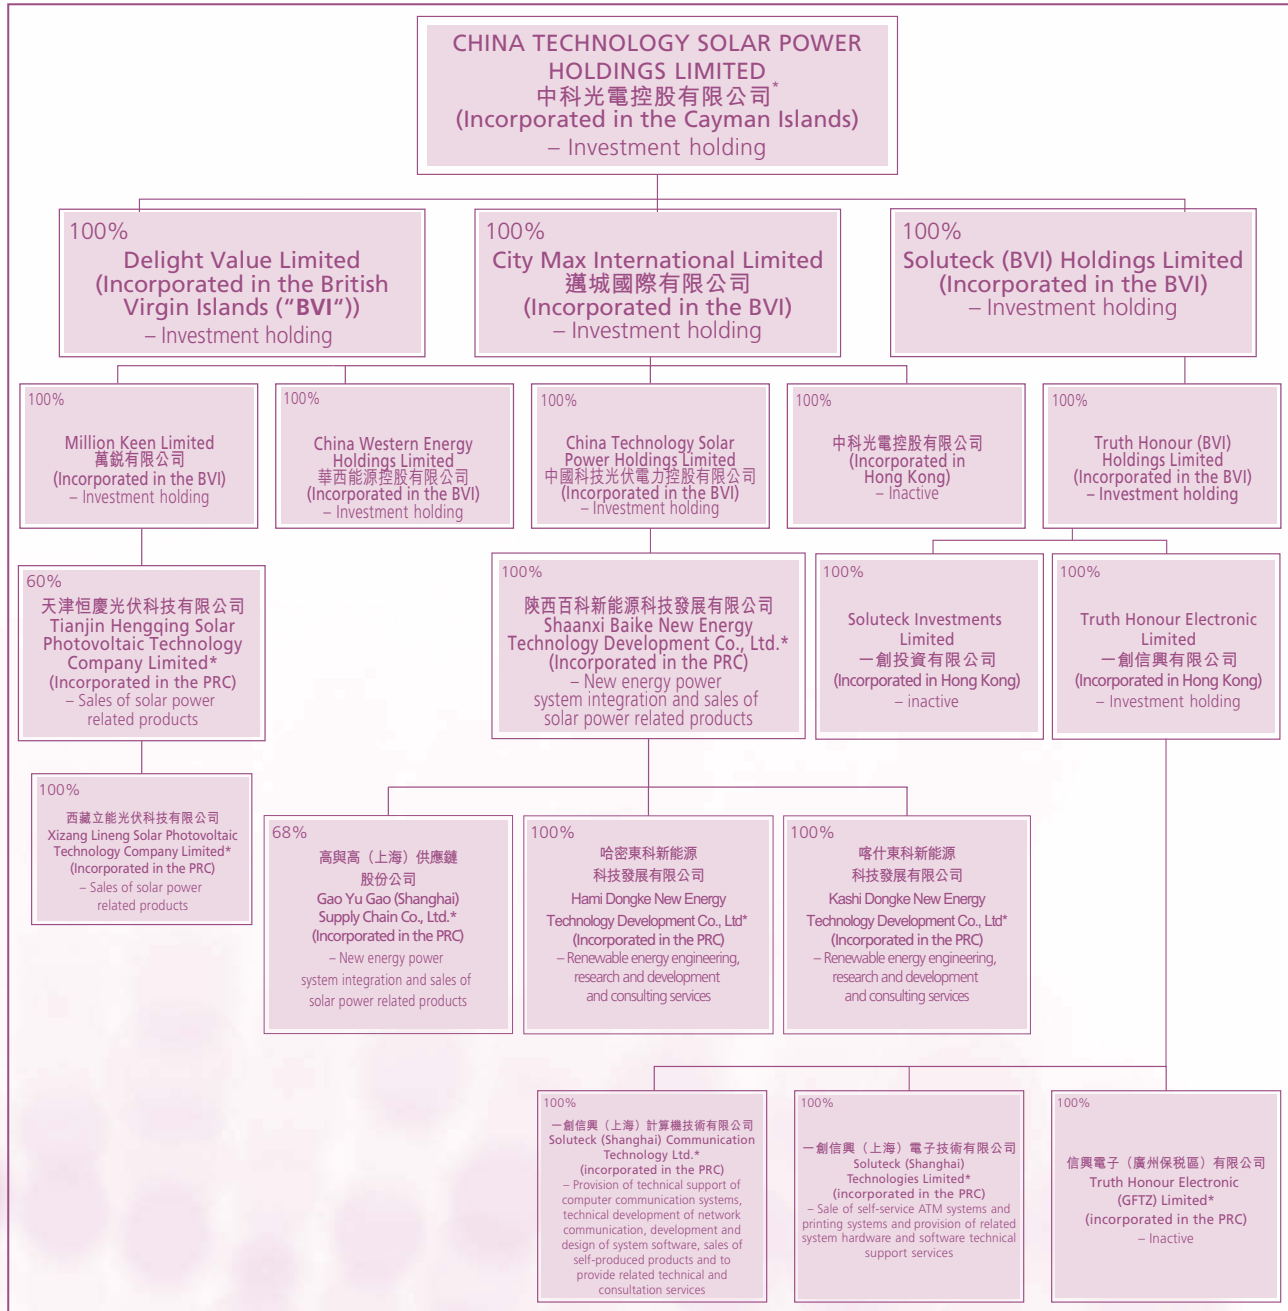 CHINA TECHNOLOGY SOLAR POWER
HOLDINGS LIMITED
中科光電控股有限公司*
(Incorporated in the Cayman Islands)
– Investment holding
100%
Delight Value Limited
(Incorporated in the British
Virgin Islands (“BVI“))
– Investment holding
100%
City Max International Limited
邁城國際有限公司
(Incorporated in the BVI)
– Investment holding
100%
Soluteck (BVI) Holdings Limited
(Incorporated in the BVI)
– Investment holding
100%
Million Keen Limited
萬鋭有限公司
(Incorporated in the BVI)
– Investment holding
100%
China Western Energy
Holdings Limited
華西能源控股有限公司
(Incorporated in the BVI)
– Investment holding
100%
China Technology Solar
Power Holdings Limited
中國科技光伏電力控股有限公司
(Incorporated in the BVI)
– Investment holding
100%
中科光電控股有限公司
(Incorporated in
Hong Kong)
– Inactive
100%
Truth Honour (BVI)
Holdings Limited
(Incorporated in the BVI)
– Investment holding
60%
天津恒慶光伏科技有限公司
Tianjin Hengqing Solar
Photovoltaic Technology
Company Limited*
(Incorporated in the PRC)
– Sales of solar power
related products
100%
陝西百科新能源科技發展有限公司
Shaanxi Baike New Energy
Technology Development Co., Ltd.*
(Incorporated in the PRC)
– New energy power
system integration and sales of
solar power related products
100%
Soluteck Investments
Limited
一創投資有限公司
(Incorporated in Hong Kong)
– inactive
100%
Truth Honour Electronic
Limited
一創信興有限公司
(Incorporated in Hong Kong)
– Investment holding
100%
西藏立能光伏科技有限公司
Xizang Lineng Solar Photovoltaic
Technology Company Limited*
(Incorporated in the PRC)
– Sales of solar power
related products
68%
高與高（上海）供應鏈
股份公司
Gao Yu Gao (Shanghai)
Supply Chain Co., Ltd.*
(Incorporated in the PRC)
– New energy power
system integration and sales of
solar power related products
100%
哈密東科新能源
科技發展有限公司
Hami Dongke New Energy
Technology Development Co., Ltd*
(Incorporated in the PRC)
– Renewable energy engineering,
research and development
and consulting services
100%
喀什東科新能源
科技發展有限公司
Kashi Dongke New Energy
Technology Development Co., Ltd*
(Incorporated in the PRC)
– Renewable energy engineering,
research and development
and consulting services
100%
一創信興（上海）計算機技術有限公司
Soluteck (Shanghai) Communication
Technology Ltd.*
(incorporated in the PRC)
– Provision of technical support of
computer communication systems,
technical development of network
communication, development and
design of system software, sales of
self-produced products and to
provide related technical and
consultation services
100%
一創信興（上海）電子技術有限公司
Soluteck (Shanghai)
Technologies Limited*
(incorporated in the PRC)
– Sale of self-service ATM systems and
printing systems and provision of related
system hardware and software technical
support services
100%
信興電子（廣州保税區）有限公司
Truth Honour Electronic
(GFTZ) Limited*
(incorporated in the PRC)
– Inactive